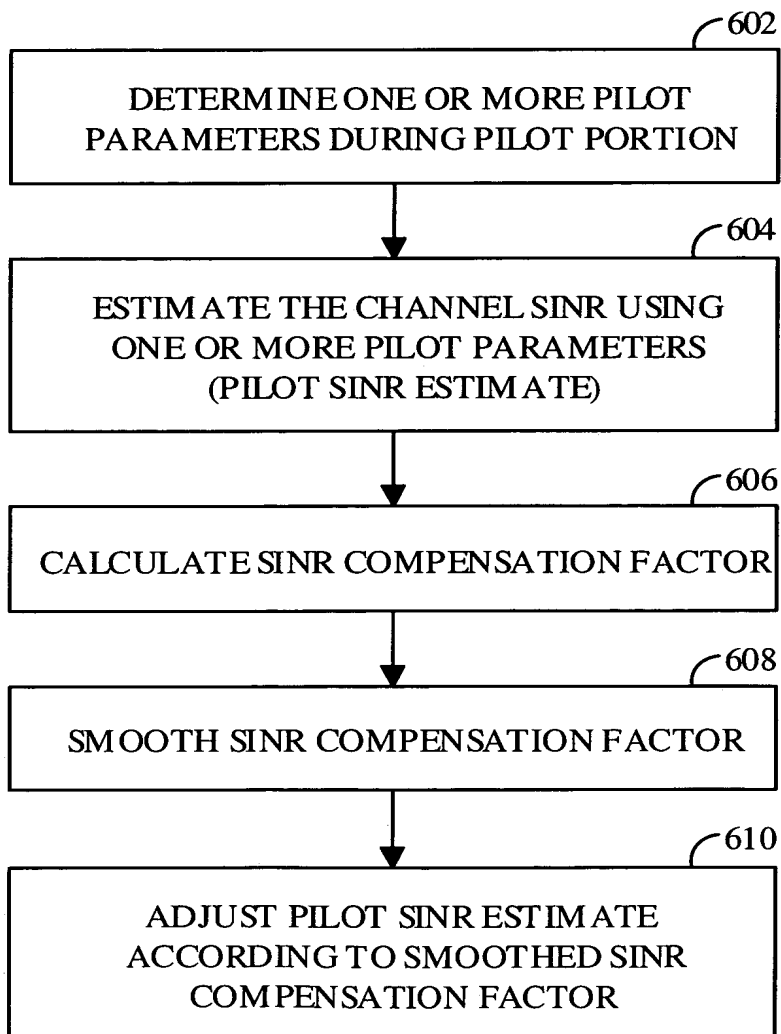 602
DETERMINE ONE OR MORE PILOT
PARAMETERS DURING PILOT PORTION
604
ESTIMATE THE CHANNEL SINR USING
ONE OR MORE PILOT PARAMETERS
(PILOT SINR ESTIMATE)
606
CALCULATE SINR COMPENSATION FACTOR
608
SMOOTH SINR COMPENSATION FACTOR
610
ADJUST PILOT SINR ESTIMATE
ACCORDING TO SMOOTHED SINR
COMPENSATION FACTOR